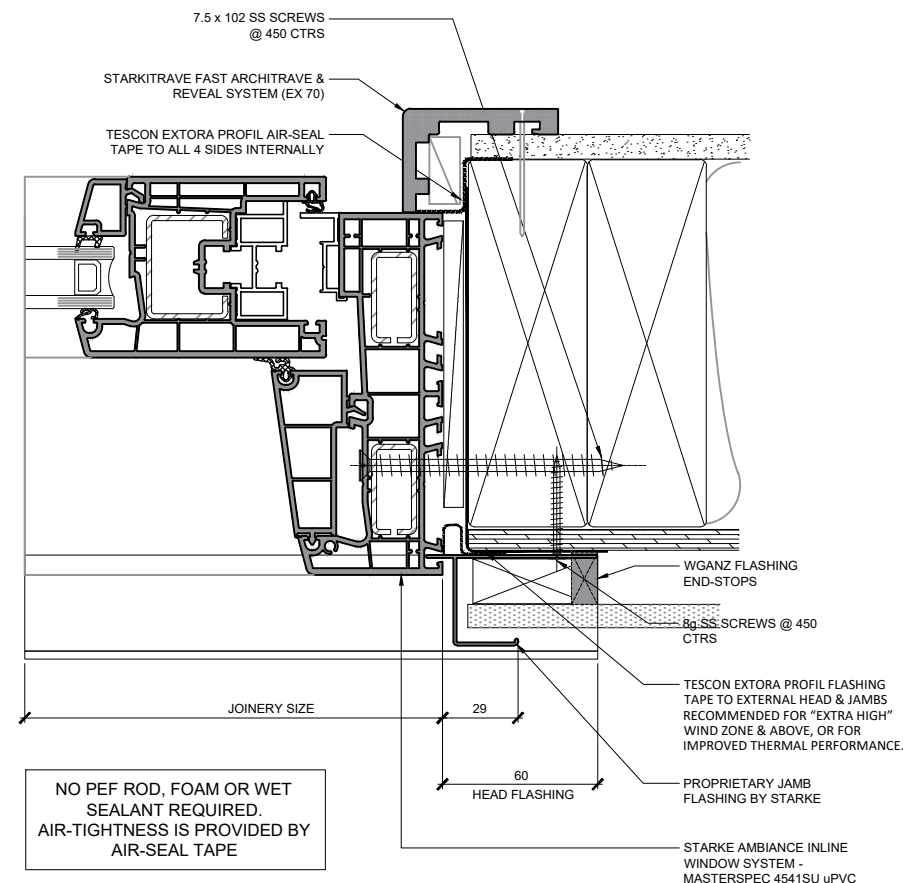 7.5 x 102 SS SCREWS
@ 450 CTRS
STARKITRAVE FAST ARCHITRAVE &
REVEAL SYSTEM (EX 70)
TESCON EXTORA PROFIL AIR-SEAL
TAPE TO ALL 4 SIDES INTERNALLY
WGANZ FLASHING
END-STOPS
8g SS SCREWS @ 450
CTRS
TESCON EXTORA PROFIL FLASHING
TAPE TO EXTERNAL HEAD & JAMBS
RECOMMENDED FOR “EXTRA HIGH”
WIND ZONE & ABOVE, OR FOR
IMPROVED THERMAL PERFORMANCE.
JOINERY SIZE
29
60
HEAD FLASHING
PROPRIETARY JAMB
FLASHING BY STARKE
NO PEF ROD, FOAM OR WET
SEALANT REQUIRED.
AIR-TIGHTNESS IS PROVIDED BY
AIR-SEAL TAPE
STARKE AMBIANCE INLINE
WINDOW SYSTEM -
MASTERSPEC 4541SU uPVC